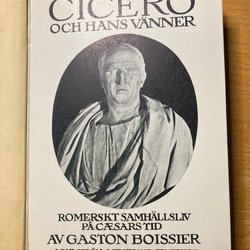 CICERO
OCH HANS VÄNNER
ROMERSKT SAMHÄLLSLIV
PÅ CÆSARS TID
AV GASTON BOISSIER